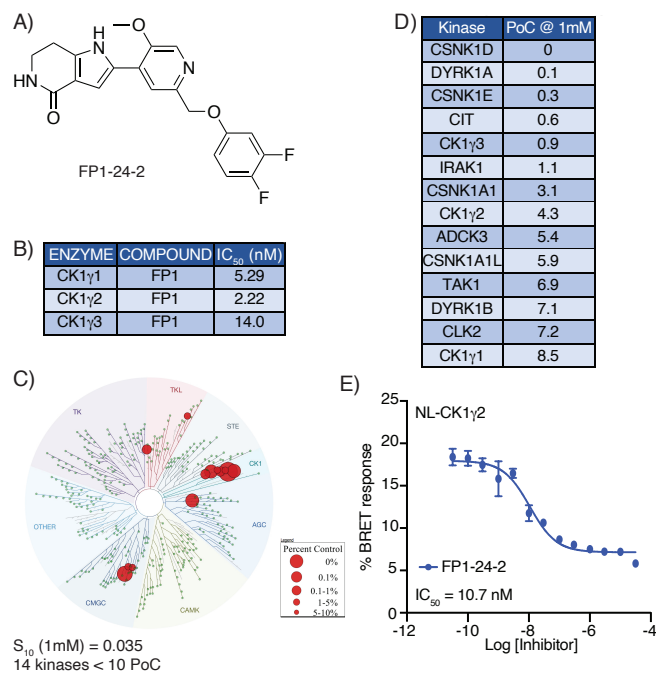 A)
H
N
O
N
HN
O
O
F
F
FP1-24-2
B)
ENZYME COMPOUND IC50 (nM)
CK1γ1 FP1 5.29
CK1γ2 FP1 2.22
CK1γ3 FP1 14.0
C)
TK
TKL
STE
CK1
AGC
CAMK
CMGC
OTHER
Legend
Percent Control
0%
0.1%
0.1-1%
1-5%
5-10%
S10 (1mM) = 0.035
14 kinases < 10 PoC
D)
Kinase PoC @ 1mM
CSNK1D 0
DYRK1A 0.1
CSNK1E 0.3
CIT 0.6
CK1γ3 0.9
IRAK1 1.1
CSNK1A1 3.1
CK1γ2 4.3
ADCK3 5.4
CSNK1A1L 5.9
TAK1 6.9
DYRK1B 7.1
CLK2 7.2
CK1γ1 8.5
E)
NL-CK1γ2
% BRET response
25
20
15
10
5
0
FP1-24-2
IC50 = 10.7 nM
-12 -10 -8 -6 -4
Log [Inhibitor]